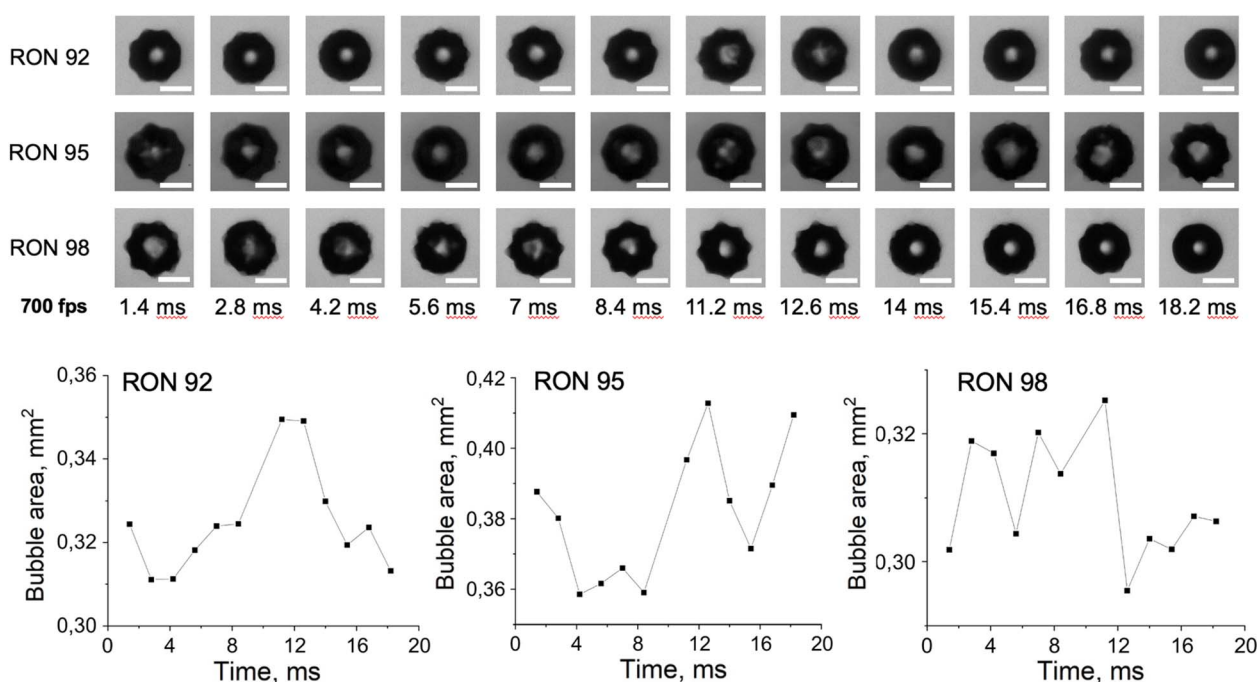 RON 92
RON 95
RON 98
700 fps 1.4 ms 2.8 ms 4.2 ms 5.6 ms 7 ms 8.4 ms 11.2 ms 12.6 ms 14 ms 15.4 ms 16.8 ms 18.2 ms
RON 92
0,36
0,34
0,32
0,30
Bubble area, mm²
0 4 8 12 16 20
Time, ms
RON 95
0,42
0,40
0,38
0,36
Bubble area, mm²
0 4 8 12 16 20
Time, ms
RON 98
0,32
0,30
Bubble area, mm²
0 4 8 12 16 20
Time, ms